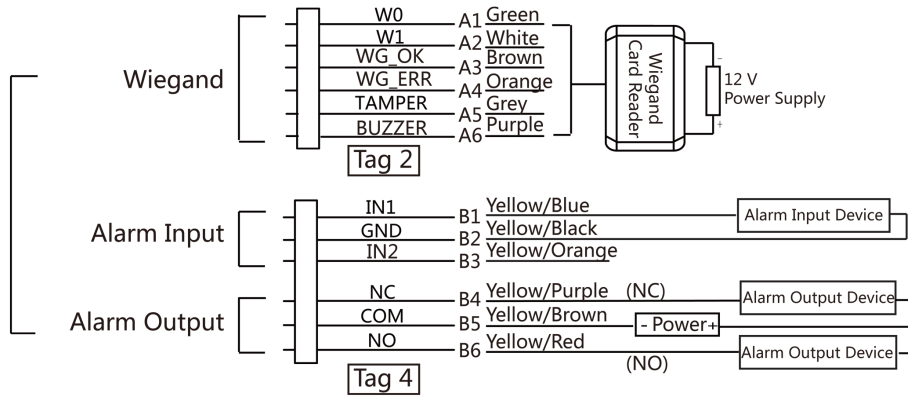 W0 A1 Green
W1 A2 White
WG_OK A3 Brown
Wiegand WG_ERR A4 Orange
TAMPER A5 Grey
BUZZER A6 Purple
Tag 2
Wiegand
Card Reader
-
12 V
Power Supply
+
IN1 B1 Yellow/Blue Alarm Input Device
Alarm Input GND B2 Yellow/Black
IN2 B3 Yellow/Orange
NC B4 Yellow/Purple (NC) Alarm Output Device
Alarm Output COM B5 Yellow/Brown - Power+
NO B6 Yellow/Red (NO) Alarm Output Device
Tag 4